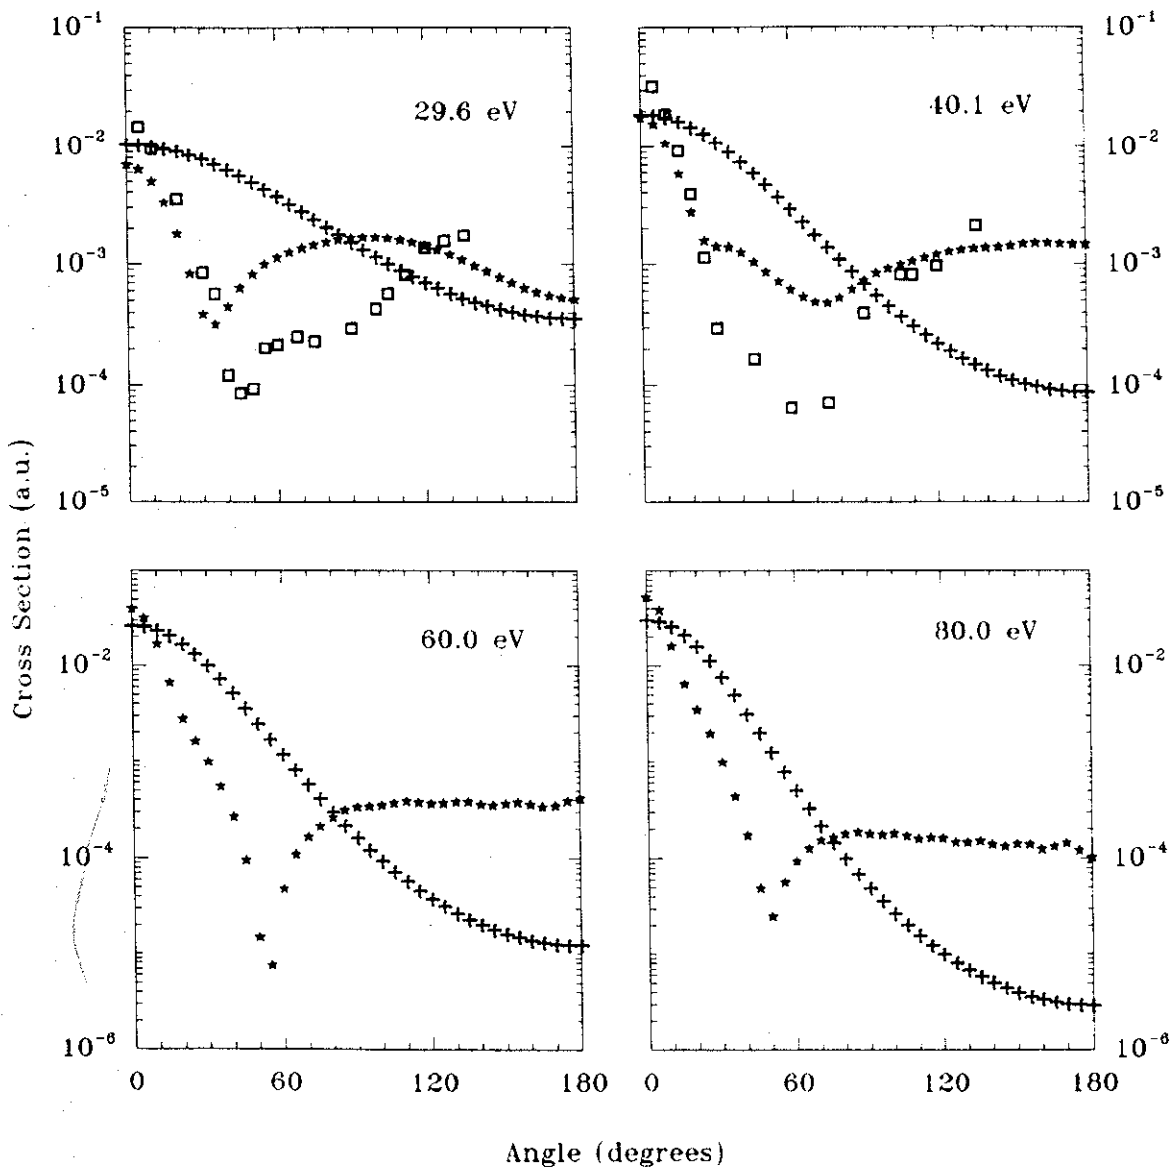 10⁻¹
10⁻¹
29.6 eV
40.1 eV
10⁻²
10⁻²
10⁻³
10⁻³
10⁻⁴
10⁻⁴
10⁻⁵
10⁻⁵
Cross Section (a.u.)
60.0 eV
80.0 eV
10⁻²
10⁻²
10⁻⁴
10⁻⁴
10⁻⁶
10⁻⁶
0 60 120 180
0 60 120 180
Angle (degrees)